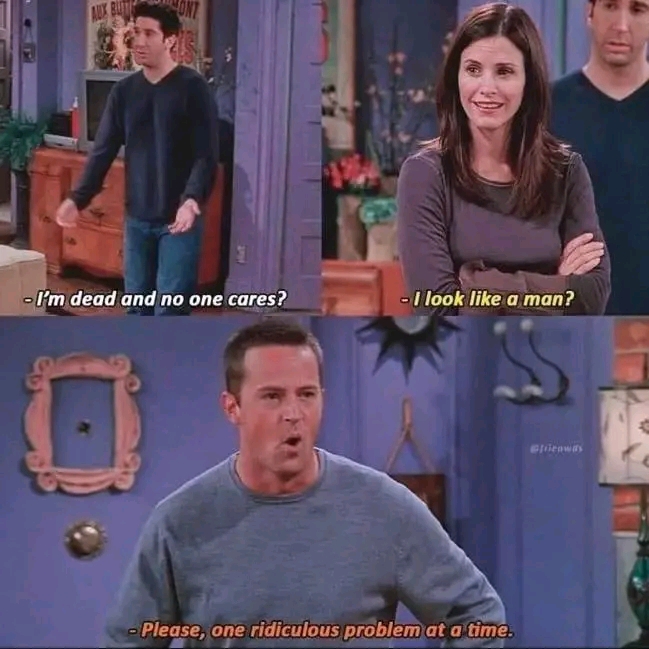 - I'm dead and no one cares?
- I look like a man?
- Please, one ridiculous problem at a time.